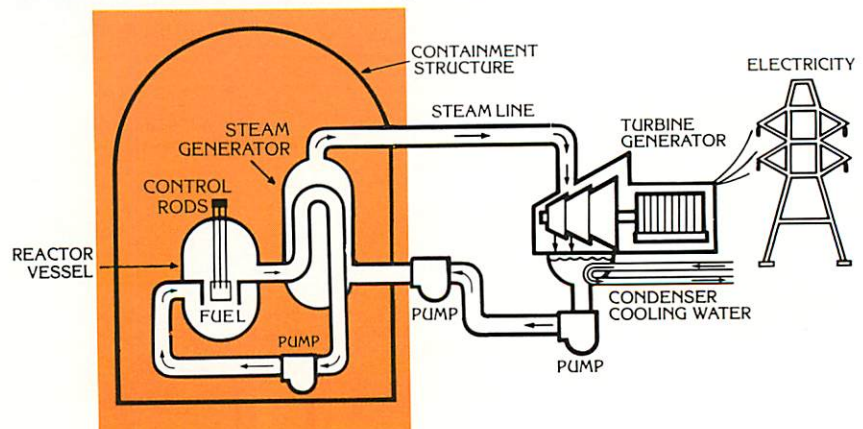 CONTAINMENT
STRUCTURE
ELECTRICITY
STEAM LINE
STEAM
GENERATOR
TURBINE
GENERATOR
CONTROL
RODS
REACTOR
VESSEL
FUEL
PUMP
PUMP
CONDENSER
COOLING WATER
PUMP